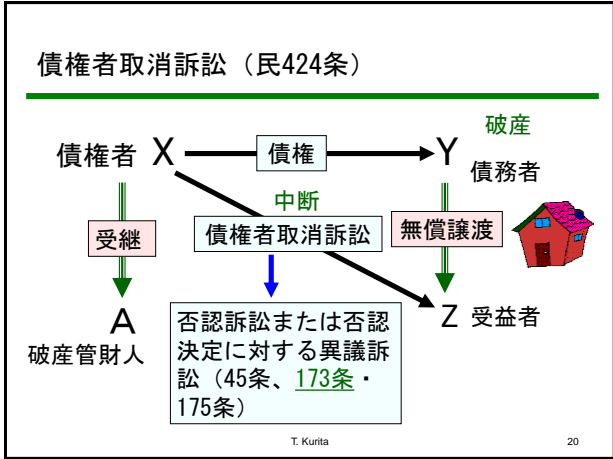 債権者取消訴訟（民424条）
破産
債権者 X
債権
Y
債務者
中断
受継
債権者取消訴訟
無償譲渡
A
破産管財人
否認訴訟または否認
決定に対する異議訴
訟（45条、173条・
175条）
Z 受益者
T. Kurita
20